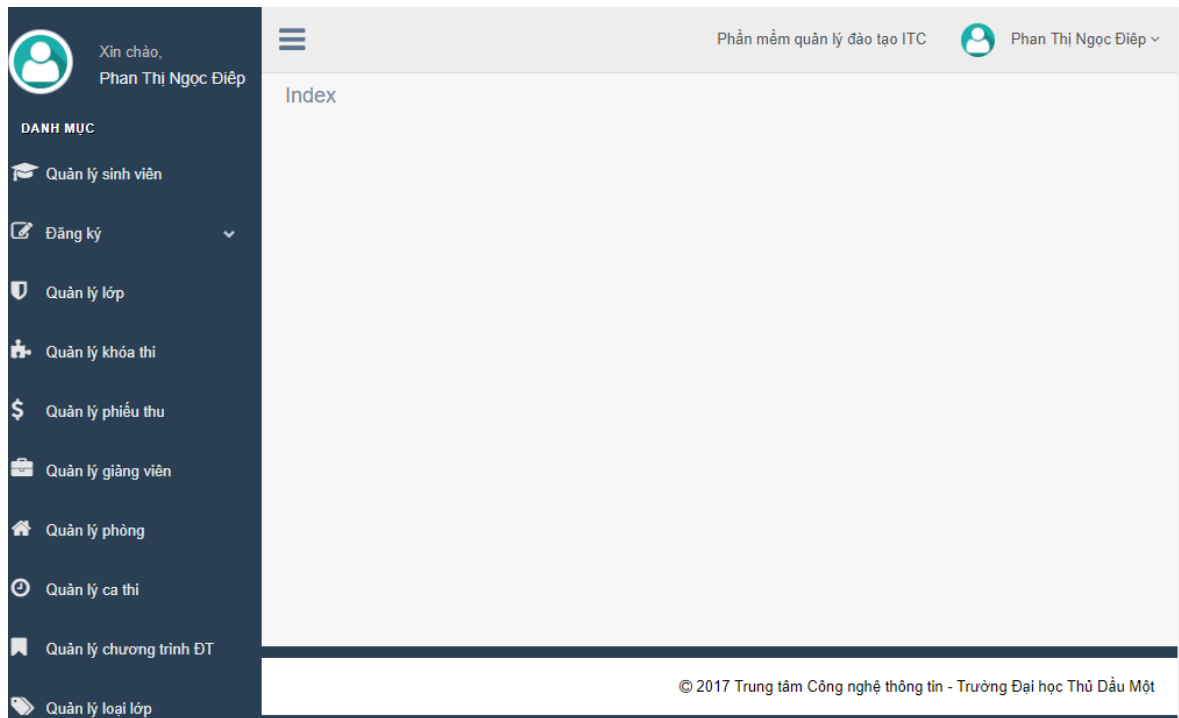 Xin chào,
Phan Thị Ngọc Điêp
DANH MỤC
Quản lý sinh viên
Đăng ký
Quản lý lớp
Quản lý khóa thi
Quản lý phiếu thu
Quản lý giảng viên
Quản lý phòng
Quản lý ca thi
Quản lý chương trình ĐT
Quản lý loại lớp
Phần mềm quản lý đào tạo ITC
Phan Thị Ngọc Điêp
Index
© 2017 Trung tâm Công nghệ thông tin - Trường Đại học Thủ Dầu Một